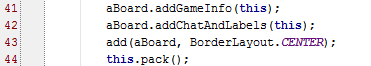 41 aBoard.addGameInfo(this);
42 aBoard.addChatAndLabels(this);
43 add(aBoard, BorderLayout.CENTER);
44 this.pack();